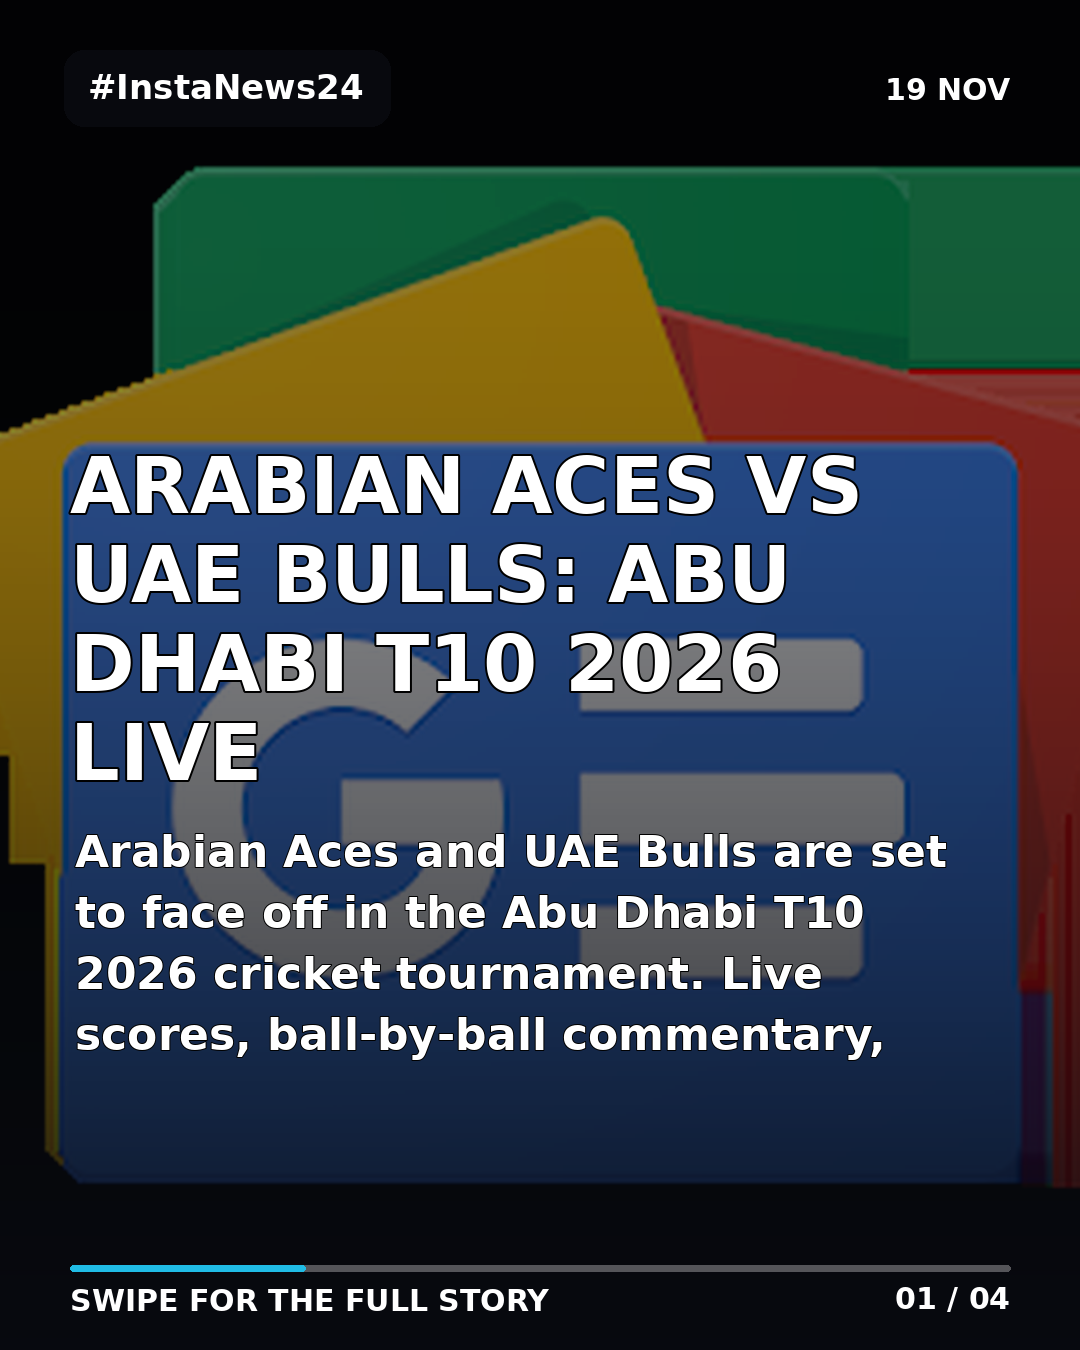 #InstaNews24
19 NOV
ARABIAN ACES VS
UAE BULLS: ABU
DHABI T10 2026
LIVE
Arabian Aces and UAE Bulls are set
to face off in the Abu Dhabi T10
2026 cricket tournament. Live
scores, ball-by-ball commentary,
SWIPE FOR THE FULL STORY
01 / 04